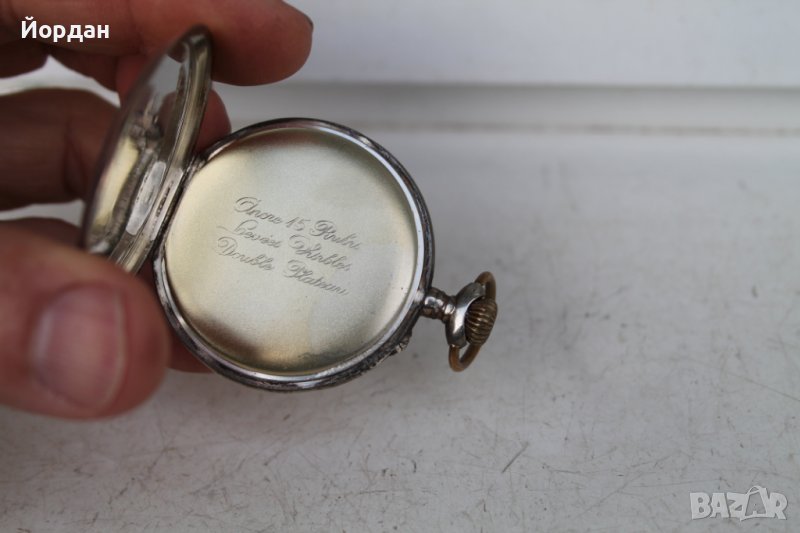 Йордан
Ancre 15 Rubis
Levées Visibles
Double Plateau
BAZAR